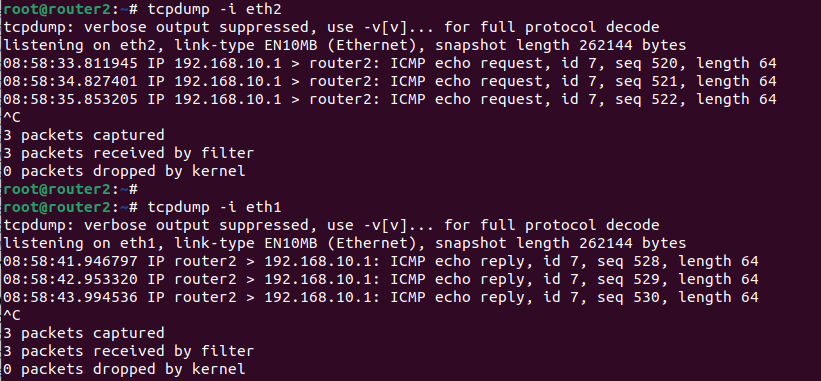 root@router2:~# tcpdump -i eth2
tcpdump: verbose output suppressed, use -v[v]... for full protocol decode
listening on eth2, link-type EN10MB (Ethernet), snapshot length 262144 bytes
08:58:33.811945 IP 192.168.10.1 > router2: ICMP echo request, id 7, seq 520, length 64
08:58:34.827401 IP 192.168.10.1 > router2: ICMP echo request, id 7, seq 521, length 64
08:58:35.853205 IP 192.168.10.1 > router2: ICMP echo request, id 7, seq 522, length 64
^C
3 packets captured
3 packets received by filter
0 packets dropped by kernel
root@router2:~#
root@router2:~# tcpdump -i eth1
tcpdump: verbose output suppressed, use -v[v]... for full protocol decode
listening on eth1, link-type EN10MB (Ethernet), snapshot length 262144 bytes
08:58:41.946797 IP router2 > 192.168.10.1: ICMP echo reply, id 7, seq 528, length 64
08:58:42.953320 IP router2 > 192.168.10.1: ICMP echo reply, id 7, seq 529, length 64
08:58:43.994536 IP router2 > 192.168.10.1: ICMP echo reply, id 7, seq 530, length 64
^C
3 packets captured
3 packets received by filter
0 packets dropped by kernel